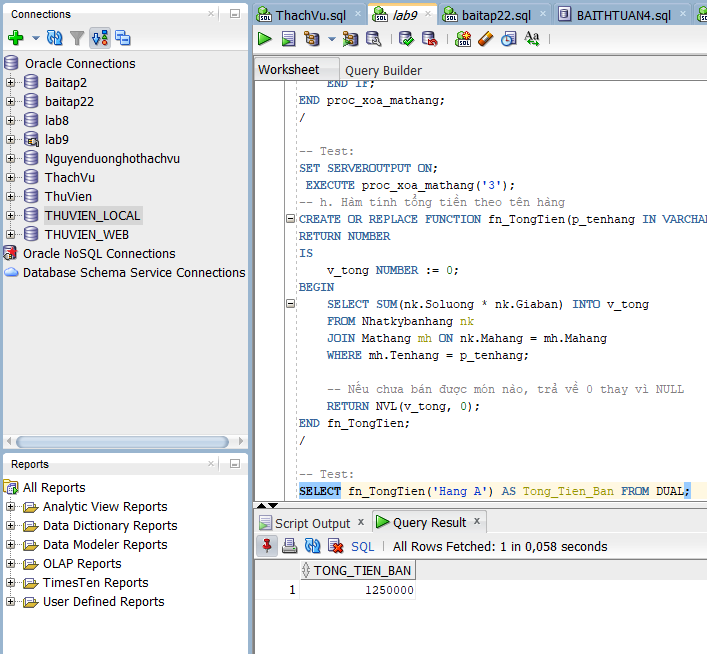 Connections
Oracle Connections
Baitap2
baitap22
lab8
lab9
Nguyenduonghothachvu
ThachVu
ThuVien
THUVIEN_LOCAL
THUVIEN_WEB
Oracle NoSQL Connections
Database Schema Service Connections
Reports
All Reports
Analytic View Reports
Data Dictionary Reports
Data Modeler Reports
OLAP Reports
TimesTen Reports
User Defined Reports
ThachVu.sql
lab9
baitap22.sql
BAITHTUAN4.sql
Aa
Worksheet
Query Builder
END IF;
END proc_xoa_mathang;
/
-- Test:
SET SERVEROUTPUT ON;
EXECUTE proc_xoa_mathang('3');
-- h. Hàm tính tổng tiền theo tên hàng
CREATE OR REPLACE FUNCTION fn_TongTien(p_tenhang IN VARCHAR
RETURN NUMBER
IS
v_tong NUMBER := 0;
BEGIN
SELECT SUM(nk.Soluong * nk.Giaban) INTO v_tong
FROM Nhatkybanhang nk
JOIN Mathang mh ON nk.Mahang = mh.Mahang
WHERE mh.Tenhang = p_tenhang;
-- Nếu chưa bán được món nào, trả về 0 thay vì NULL
RETURN NVL(v_tong, 0);
END fn_TongTien;
/
-- Test:
SELECT fn_TongTien('Hang A') AS Tong_Tien_Ban FROM DUAL;
Script Output
Query Result
SQL
All Rows Fetched: 1 in 0,058 seconds
TONG_TIEN_BAN
1 1250000